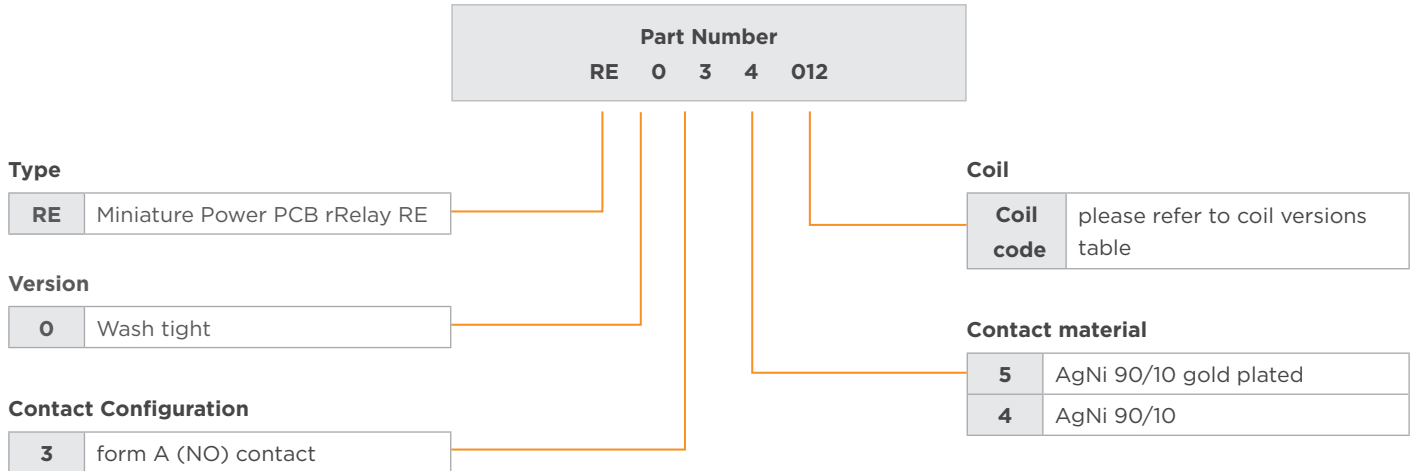 Part Number
RE 0 3 4 012
Type
RE Miniature Power PCB rRelay RE
Version
0 Wash tight
Contact Configuration
3 form A (NO) contact
Coil
Coil please refer to coil versions
code table
Contact material
5 AgNi 90/10 gold plated
4 AgNi 90/10